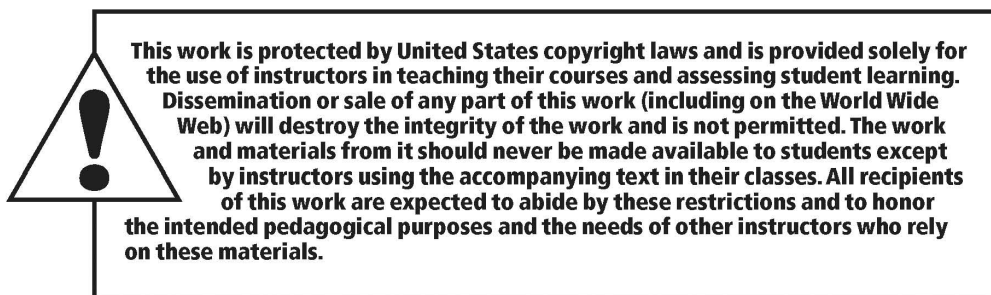 This work is protected by United States copyright laws and is provided solely for
the use of instructors in teaching their courses and assessing student learning.
Dissemination or sale of any part of this work (including on the World Wide
Web) will destroy the integrity of the work and is not permitted. The work
and materials from it should never be made available to students except
by instructors using the accompanying text in their classes. All recipients
of this work are expected to abide by these restrictions and to honor
the intended pedagogical purposes and the needs of other instructors who rely
on these materials.